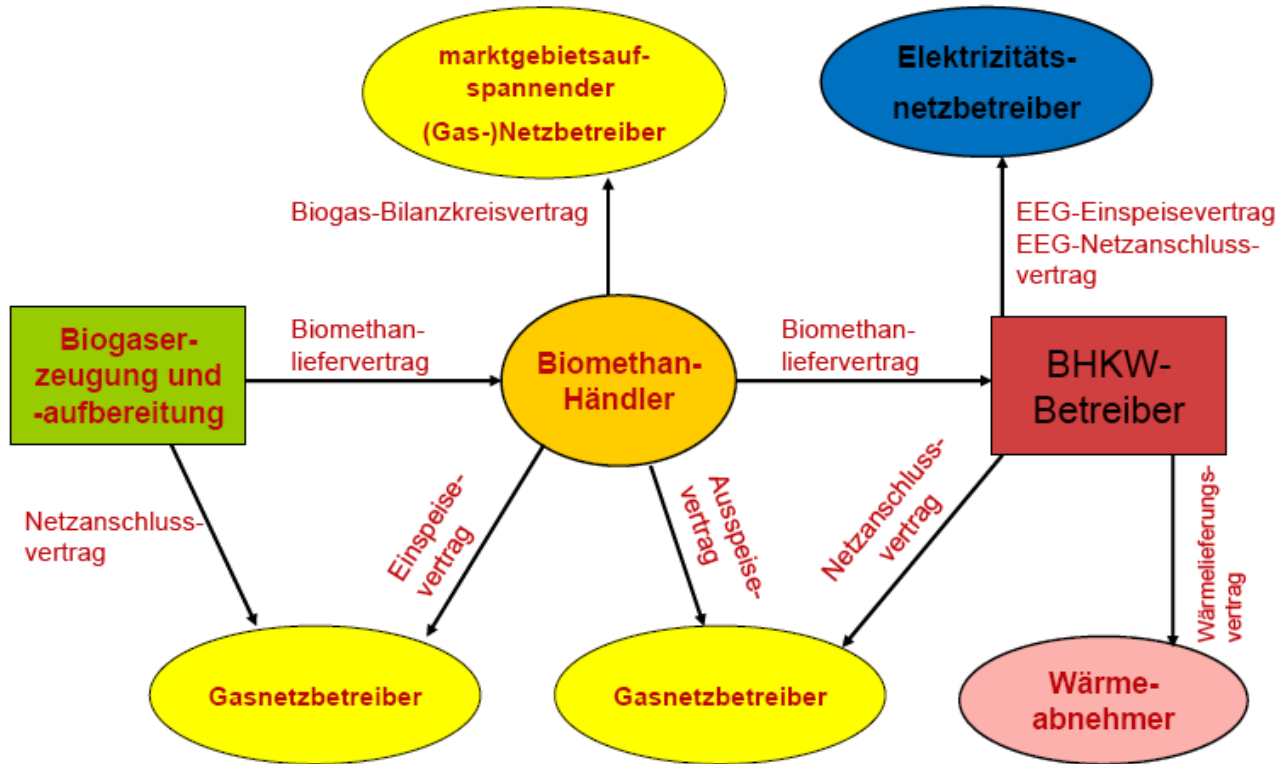 marktgebietsauf-
spannender
(Gas-)Netzbetreiber
Elektrizitäts-
netzbetreiber
Biogas-Bilanzkreisvertrag
EEG-Einspeisevertrag
EEG-Netzanschluss-
vertrag
Biogaser-
zeugung und
-aufbereitung
Biomethan-
liefervertrag
Biomethan-
Händler
Biomethan-
liefervertrag
BHKW-
Betreiber
Netzanschluss-
vertrag
Einspeise-
vertrag
Ausspeise-
vertrag
Netzanschluss-
vertrag
Wärmelieferungs-
vertrag
Gasnetzbetreiber
Gasnetzbetreiber
Wärme-
abnehmer